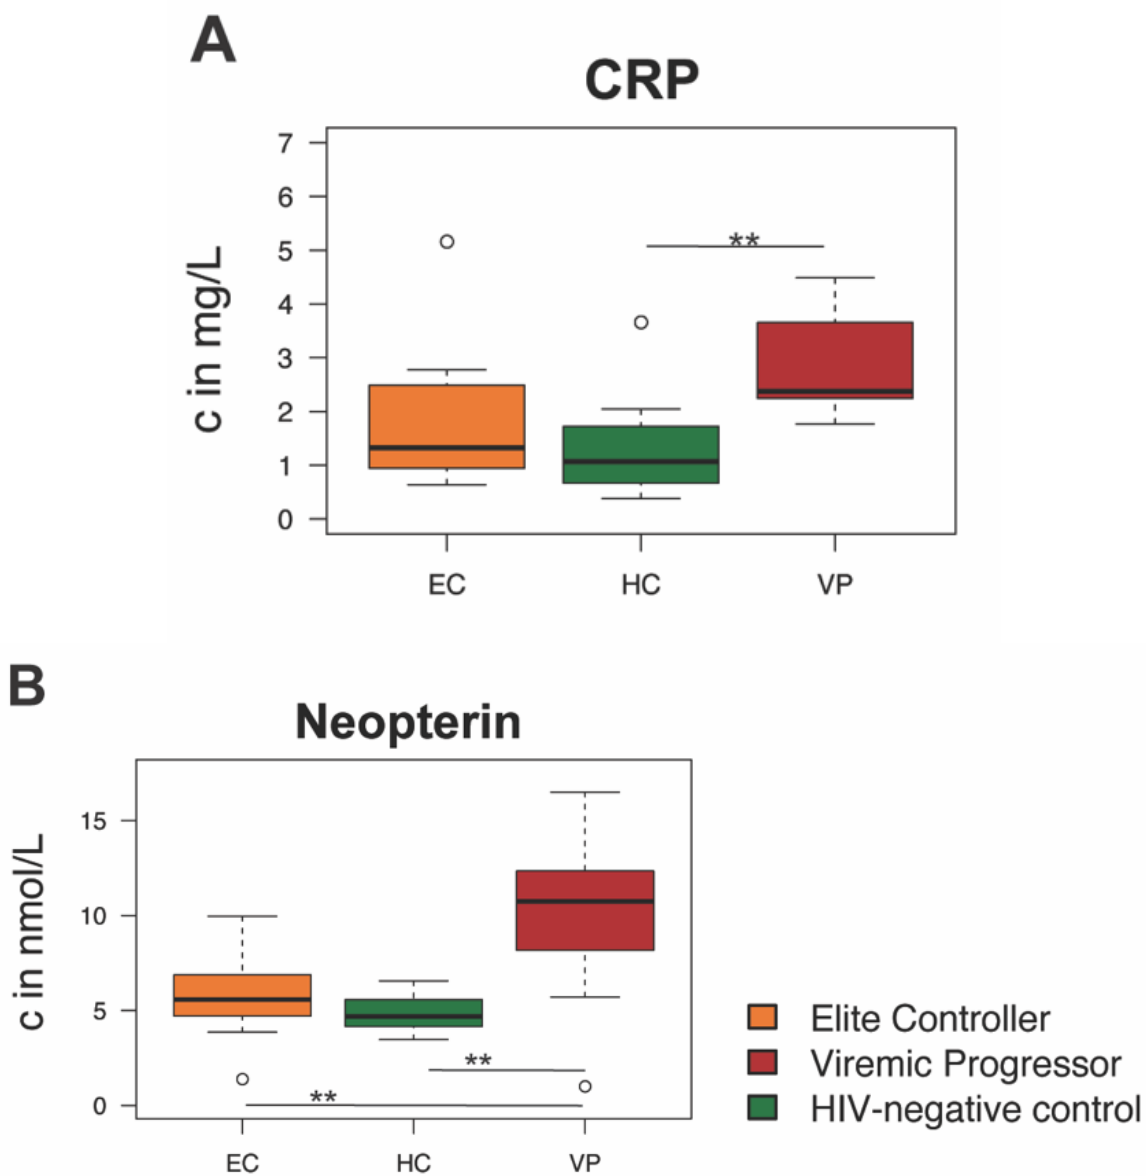 A
CRP
7
6
5
4
3
2
1
0
c in mg/L
**
EC HC VP
B
Neopterin
15
10
5
0
c in nmol/L
**
**
EC HC VP
Elite Controller
Viremic Progressor
HIV-negative control